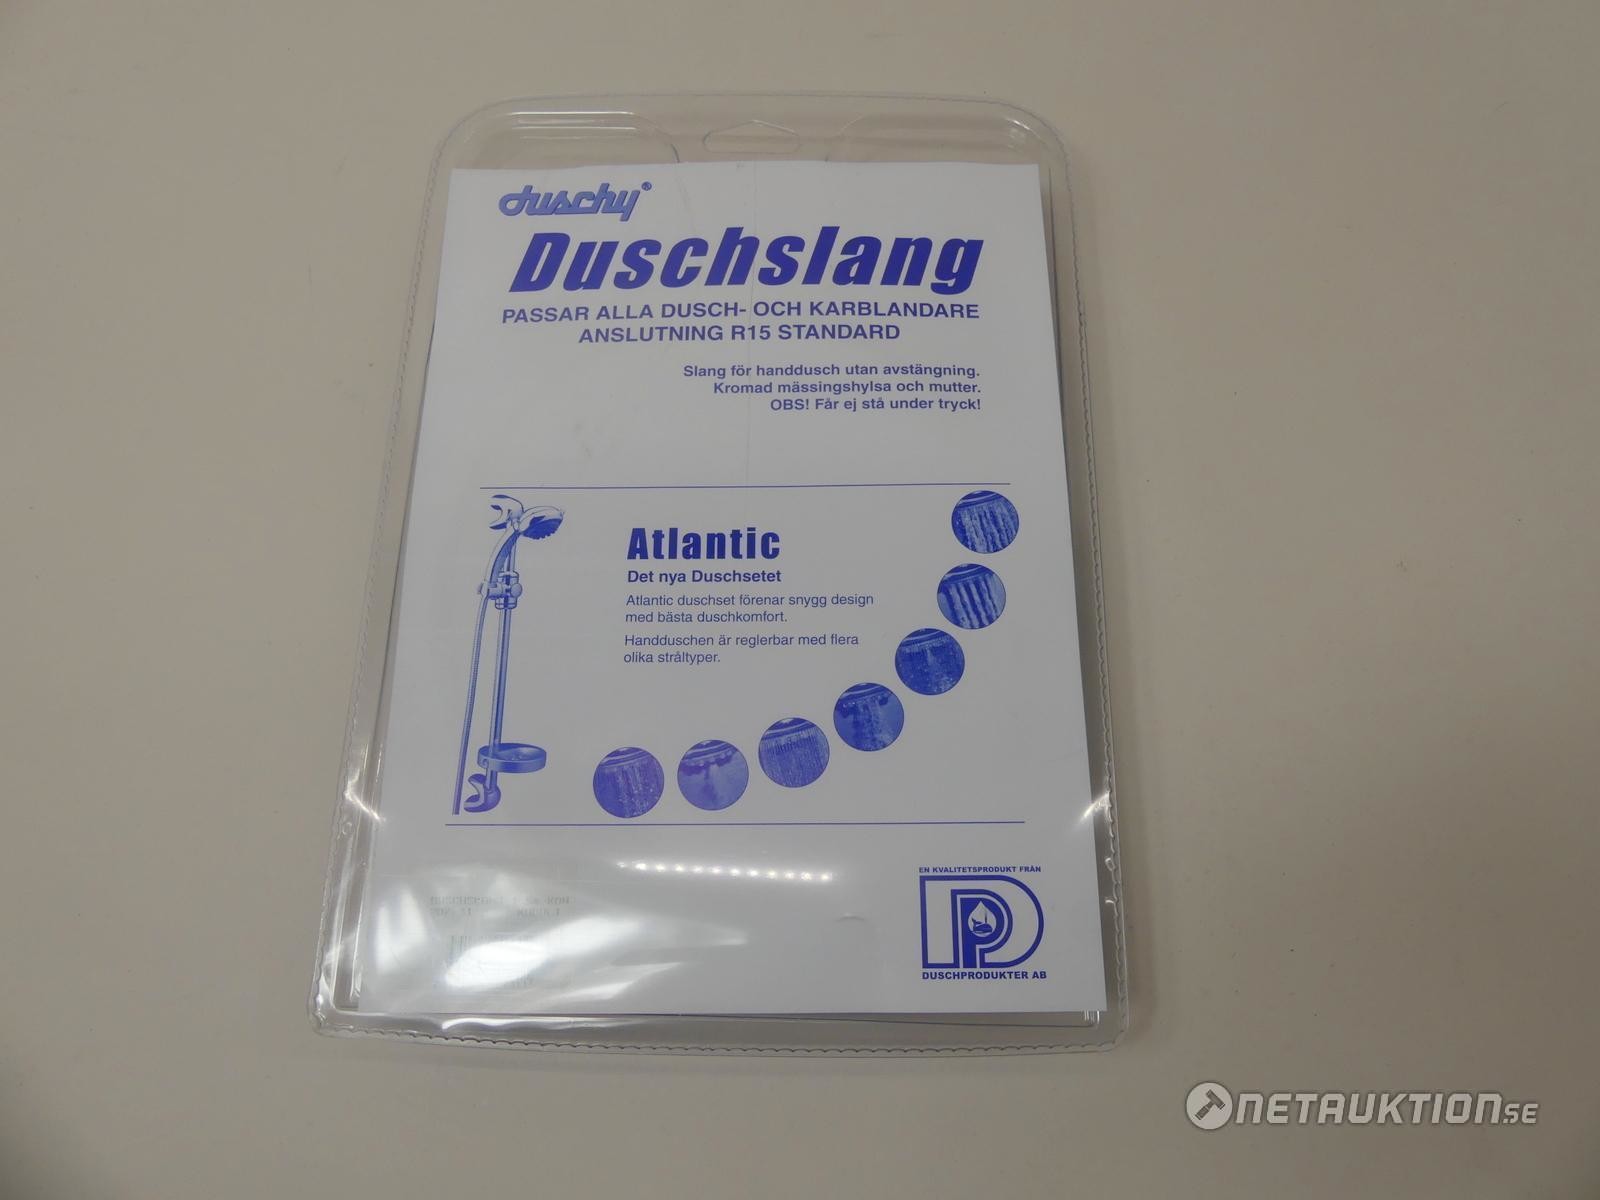 duschy®
Duschslang
PASSAR ALLA DUSCH- OCH KARBLANDARE
ANSLUTNING R15 STANDARD
Slang för handdusch utan avstängning.
Kromad mässingshylsa och mutter.
OBS! Får ej stå under tryck!
Atlantic
Det nya Duschsetet
Atlantic duschset förenar snygg design
med bästa duschkomfort.
Handduschen är reglerbar med flera
olika stråltyper.
EN KVALITETSPRODUKT FRÅN
DP
DUSCHPRODUKTER AB
NETAUKTION.SE